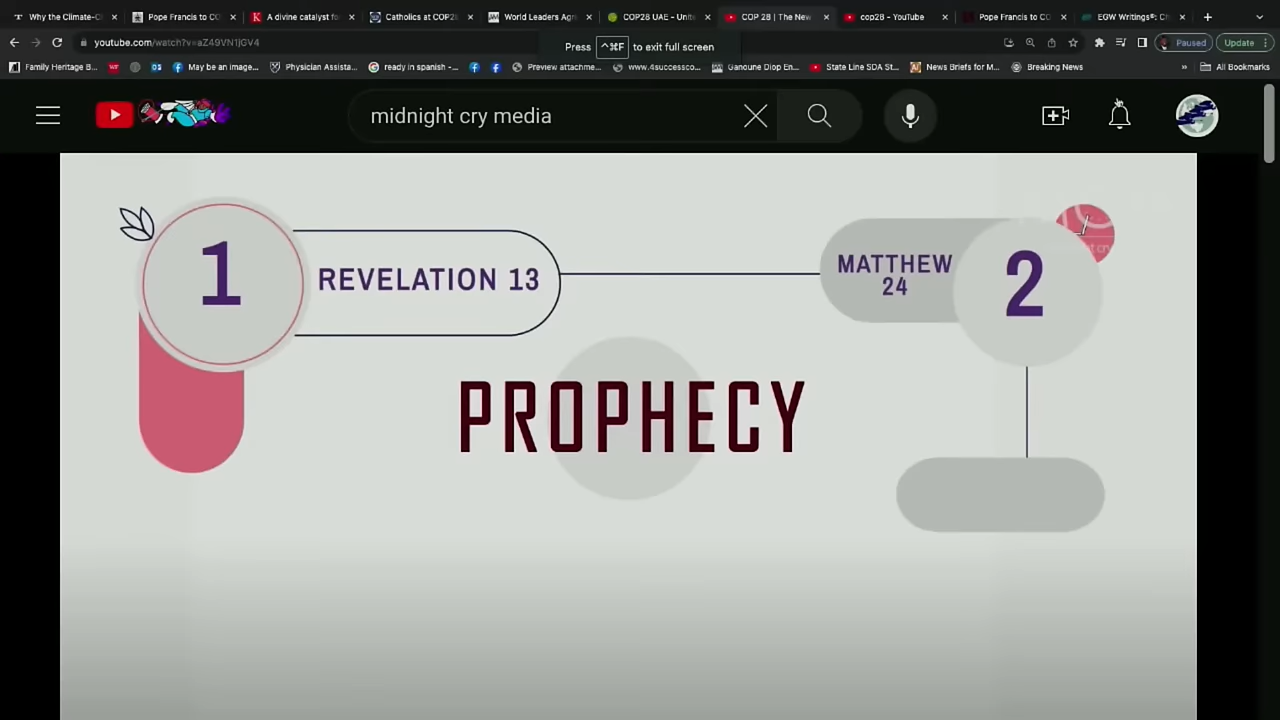 Why the Climate-C
Pope Francis to CO
A divine catalyst fo
Catholics at COP2
World Leaders Agr
COP28 UAE - Unite
COP 28 | The New
cop28 - YouTube
Pope Francis to CO
EGW Writings®: Ch
youtube.com/watch?v=aZ49VN1jGV4
Press ^⌘F to exit full screen
Paused
Update
Family Heritage B...
May be an image...
Physician Assista...
ready in spanish -...
Preview attachme...
www.4successco...
Ganoune Diop En...
State Line SDA St...
News Briefs for M...
Breaking News
»
All Bookmarks
midnight cry media
1
REVELATION 13
MATTHEW
24
2
PROPHECY